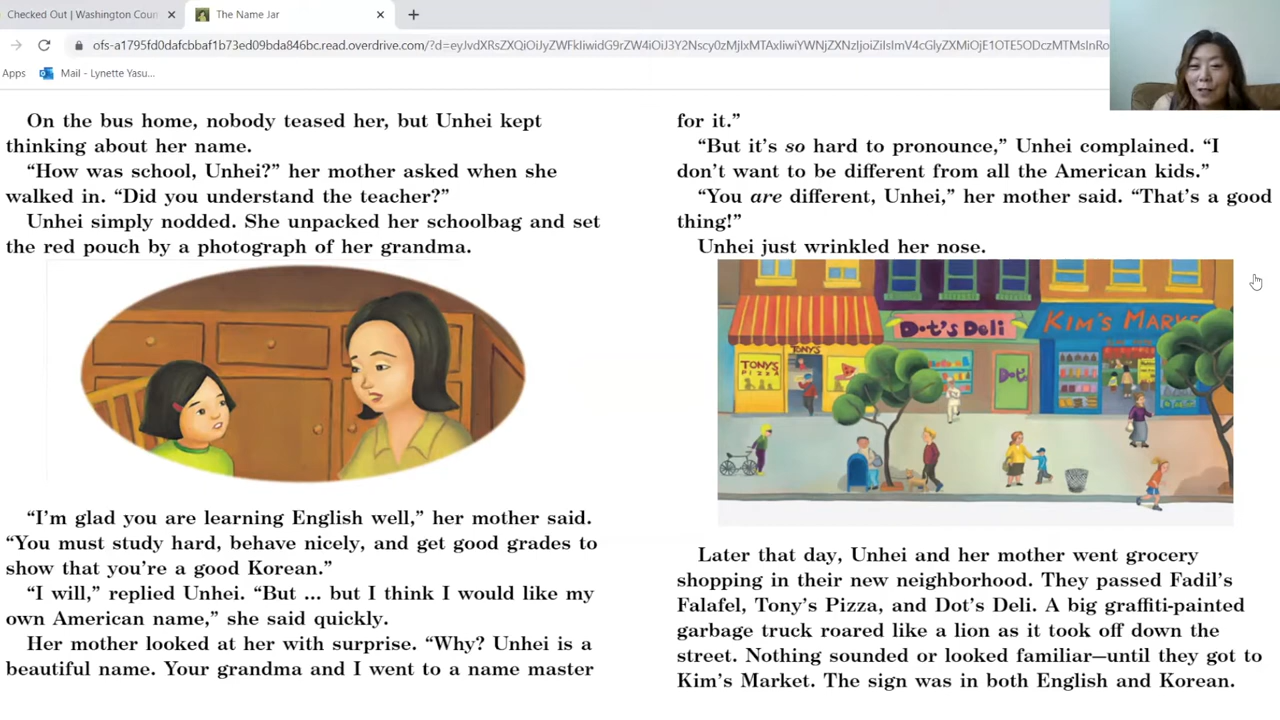 Checked Out | Washington Coun
The Name Jar
ofs-a1795fd0dafcbbaf1b73ed09bda846bc.read.overdrive.com/?d=
Apps
Mail - Lynette Yasu...
On the bus home, nobody teased her, but Unhei kept
thinking about her name.
“How was school, Unhei?” her mother asked when she
walked in. “Did you understand the teacher?”
Unhei simply nodded. She unpacked her schoolbag and set
the red pouch by a photograph of her grandma.
“I’m glad you are learning English well,” her mother said.
“You must study hard, behave nicely, and get good grades to
show that you’re a good Korean.”
“I will,” replied Unhei. “But ... but I think I would like my
own American name,” she said quickly.
Her mother looked at her with surprise. “Why? Unhei is a
beautiful name. Your grandma and I went to a name master
for it.”
“But it’s so hard to pronounce,” Unhei complained. “I
don’t want to be different from all the American kids.”
“You are different, Unhei,” her mother said. “That’s a good
thing!”
Unhei just wrinkled her nose.
Dot's Deli
KIM'S MARKE
TONY'S
TONY'S
PIZZA
Dot's
Later that day, Unhei and her mother went grocery
shopping in their new neighborhood. They passed Fadil’s
Falafel, Tony’s Pizza, and Dot’s Deli. A big graffiti-painted
garbage truck roared like a lion as it took off down the
street. Nothing sounded or looked familiar—until they got to
Kim’s Market. The sign was in both English and Korean.